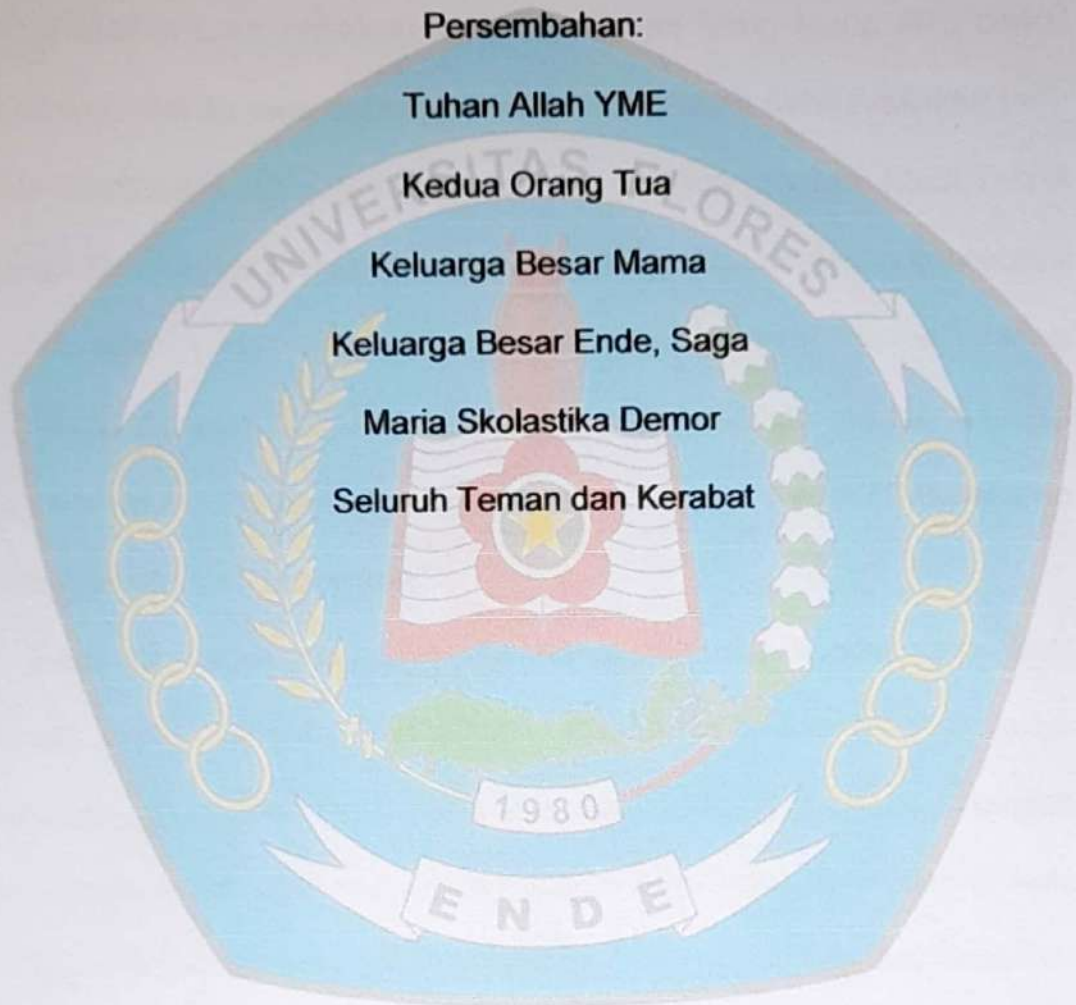 Persembahan:
Tuhan Allah YME
UNIVERSITAS FLORES
Kedua Orang Tua
Keluarga Besar Mama
Keluarga Besar Ende, Saga
Maria Skolastika Demor
Seluruh Teman dan Kerabat
1980
ENDE